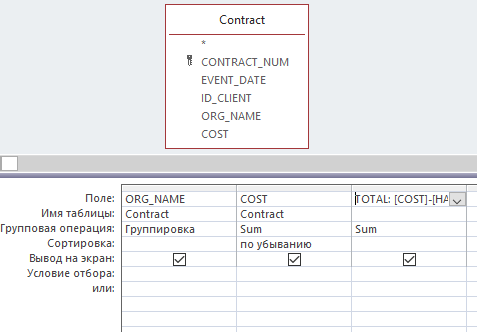 Contract
*
CONTRACT_NUM
EVENT_DATE
ID_CLIENT
ORG_NAME
COST
Поле: ORG_NAME COST TOTAL: [COST]-[HA
Имя таблицы: Contract Contract
Групповая операция: Группировка Sum Sum
Сортировка: по убыванию
Вывод на экран:
Условие отбора:
или: